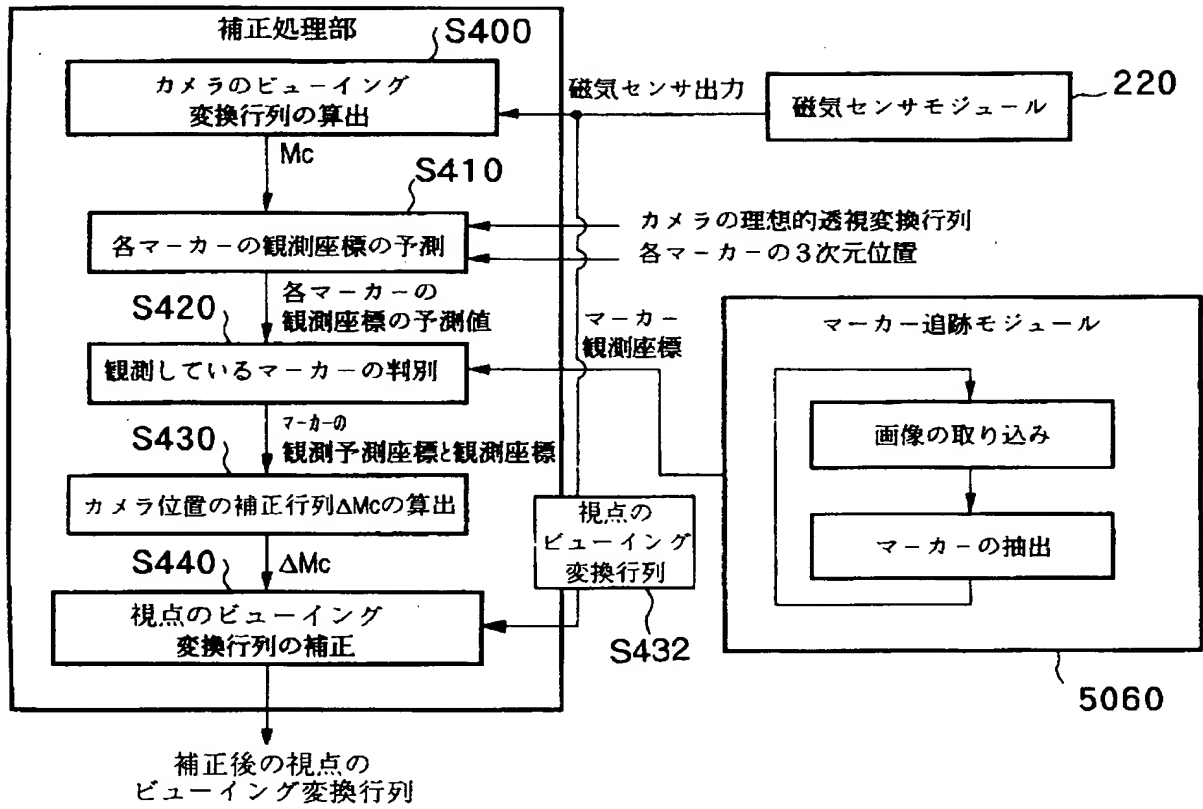 補正処理部
S400
カメラのビューイング
変換行列の算出
磁気センサ出力
磁気センサモジュール
220
Mc
S410
各マーカーの観測座標の予測
カメラの理想的透視変換行列
各マーカーの3次元位置
各マーカーの
観測座標の予測値
S420
マーカー
観測座標
観測しているマーカーの判別
マーカーの
観測予測座標と観測座標
S430
カメラ位置の補正行列ΔMcの算出
ΔMc
S440
視点のビューイング
変換行列の補正
視点の
ビューイング
変換行列
S432
マーカー追跡モジュール
画像の取り込み
マーカーの抽出
5060
補正後の視点の
ビューイング変換行列